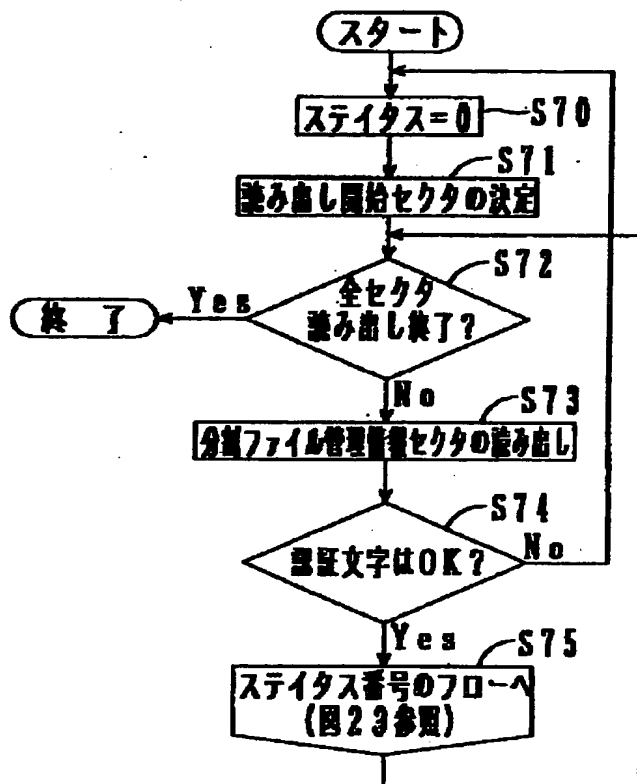 スタート
ステイタス=0
S70
S71
読み出し開始セクタの決定
S72
全セクタ
読み出し終了?
Yes
終 了
No
S73
分割ファイル管理情報セクタの読み出し
S74
認証文字はOK?
No
Yes
S75
ステイタス番号のフローへ
(図23参照)